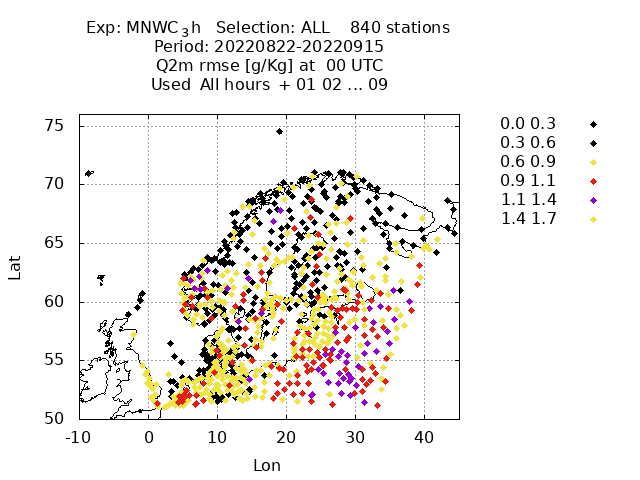 Exp: MNWC_3h   Selection: ALL    840 stations
Period: 20220822-20220915
Q2m rmse [g/Kg] at  00 UTC
Used  All hours  + 01 02 ... 09
0.0 0.3
0.3 0.6
0.6 0.9
0.9 1.1
1.1 1.4
1.4 1.7
75
70
65
60
55
50
Lat
-10 0 10 20 30 40
Lon